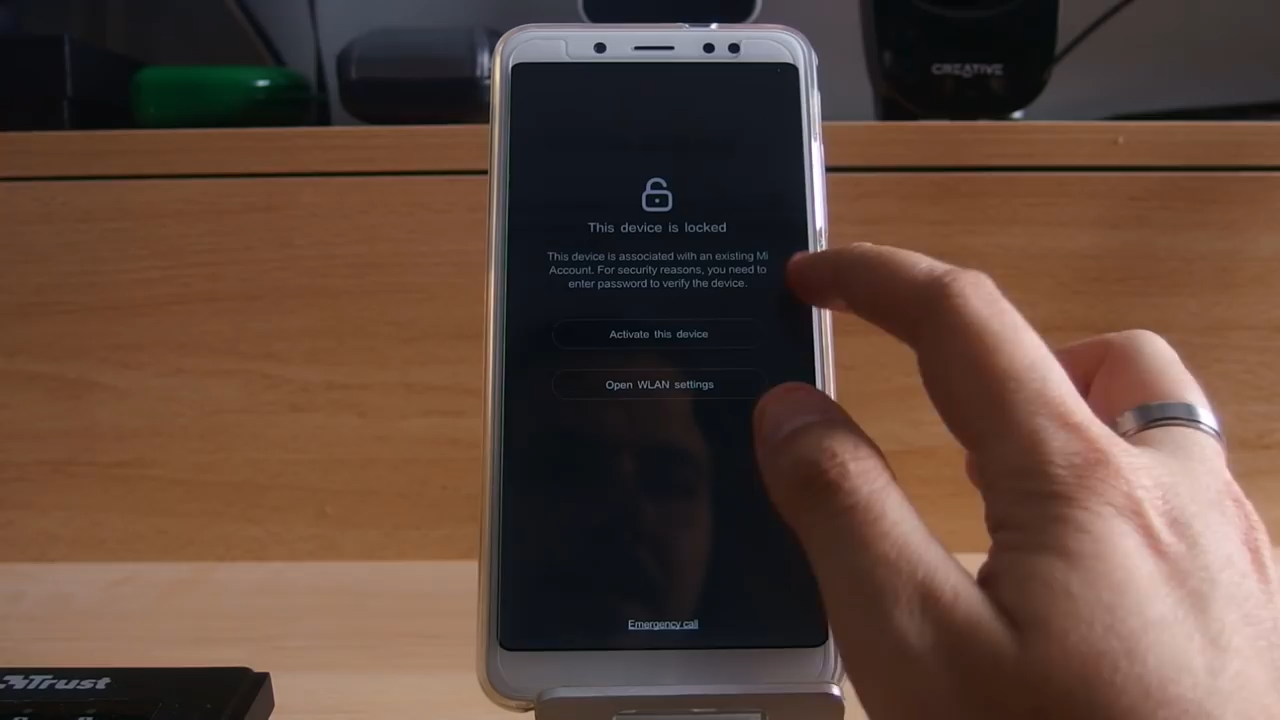 CREATIVE
This device is locked
This device is associated with an existing Mi
Account. For security reasons, you need to
enter password to verify the device.
Activate this device
Open WLAN settings
Emergency call
Trust